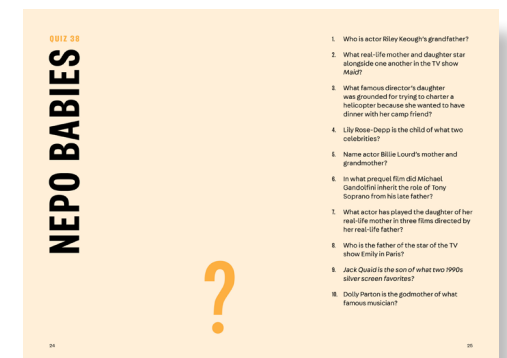 QUIZ 38
NEPO BABIES
?
24
1. Who is actor Riley Keough's grandfather?
2. What real-life mother and daughter star
alongside one another in the TV show
Maid?
3. What famous director's daughter
was grounded for trying to charter a
helicopter because she wanted to have
dinner with her camp friend?
4. Lily Rose-Depp is the child of what two
celebrities?
5. Name actor Billie Lourd's mother and
grandmother?
6. In what prequel film did Michael
Gandolfini inherit the role of Tony
Soprano from his late father?
7. What actor has played the daughter of her
real-life mother in three films directed by
her real-life father?
8. Who is the father of the star of the TV
show Emily in Paris?
9. Jack Quaid is the son of what two 1990s
silver screen favorites?
10. Dolly Parton is the godmother of what
famous musician?
25